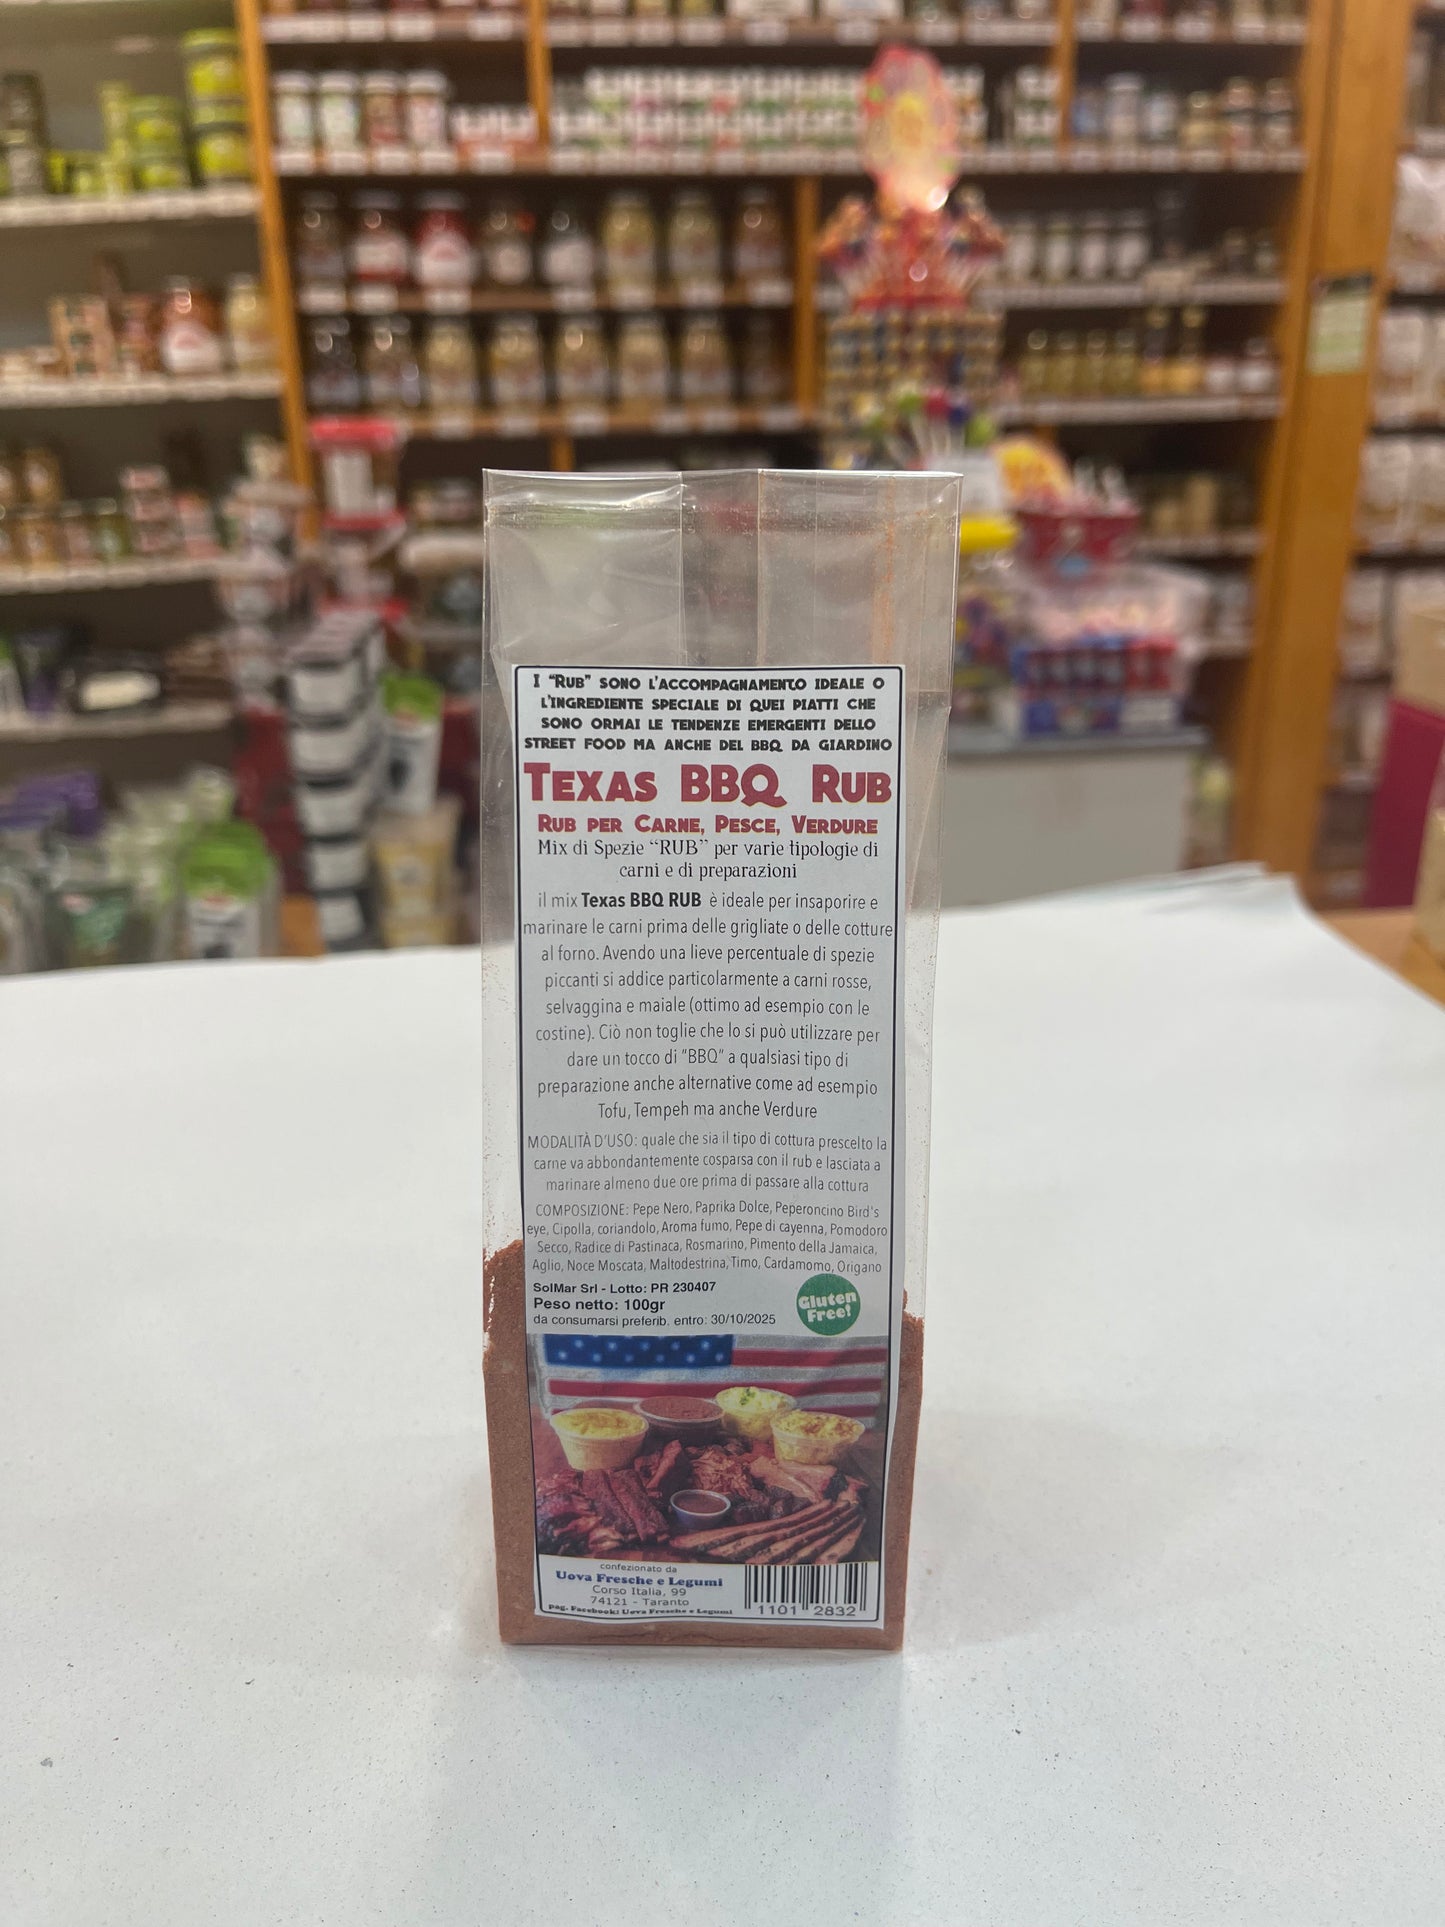 I “Rub” sono l'accompagnamento ideale o
l'ingrediente speciale di quei piatti che
sono ormai le tendenze emergenti dello
street food ma anche del bbq da giardino
Texas BBQ Rub
Rub per Carne, Pesce, Verdure
Mix di Spezie “RUB” per varie tipologie di
carni e di preparazioni
il mix Texas BBQ RUB è ideale per insaporire e
marinare le carni prima delle grigliate o delle cotture
al forno. Avendo una lieve percentuale di spezie
piccanti si addice particolarmente a carni rosse,
selvaggina e maiale (ottimo ad esempio con le
costine). Ciò non toglie che lo si può utilizzare per
dare un tocco di "BBQ" a qualsiasi tipo di
preparazione anche alternative come ad esempio
Tofu, Tempeh ma anche Verdure
MODALITÀ D'USO: quale che sia il tipo di cottura prescelto la
carne va abbondantemente cosparsa con il rub e lasciata a
marinare almeno due ore prima di passare alla cottura
COMPOSIZIONE: Pepe Nero, Paprika Dolce, Peperoncino Bird's
eye, Cipolla, coriandolo, Aroma fumo, Pepe di cayenna, Pomodoro
Secco, Radice di Pastinaca, Rosmarino, Pimento della Jamaica,
Aglio, Noce Moscata, Maltodestrina, Timo, Cardamomo, Origano
SolMar Srl - Lotto: PR 230407
Peso netto: 100gr
da consumarsi preferib. entro: 30/10/2025
Gluten
Free!
confezionato da
Uova Fresche e Legumi
Corso Italia, 99
74121 - Taranto
pag. Facebook: Uova Fresche e Legumi
1101 2832